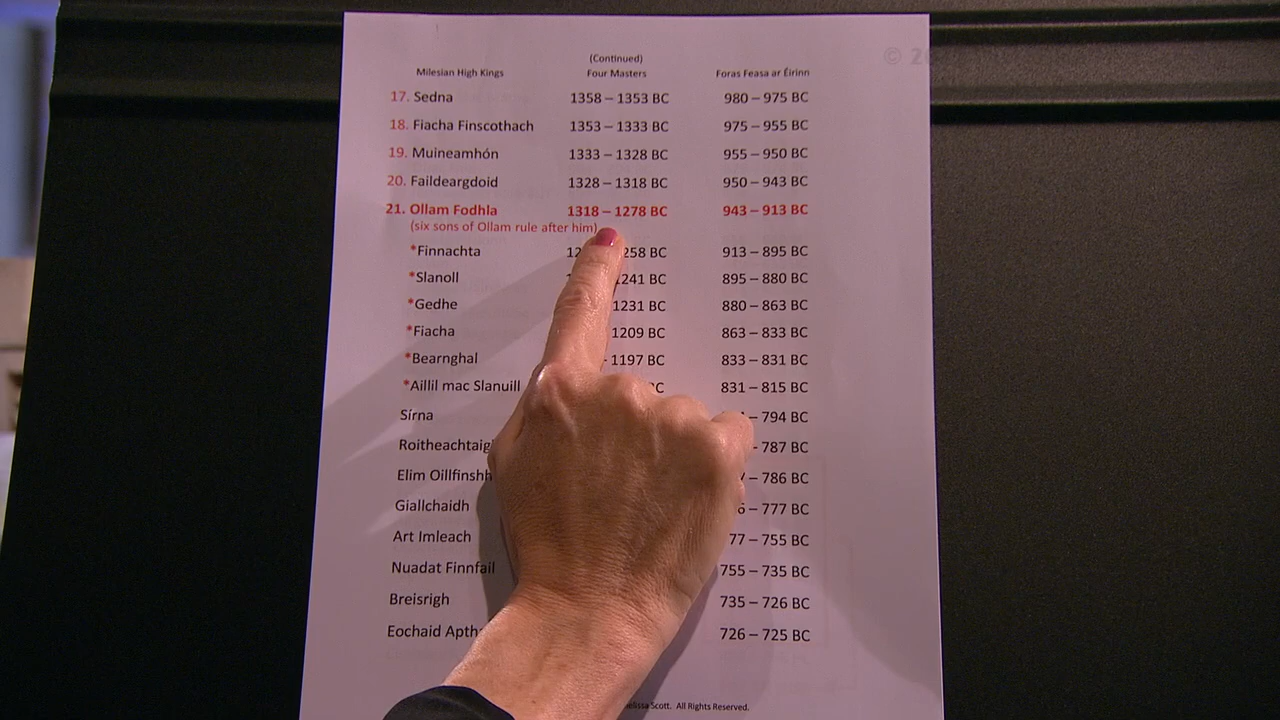 (Continued)
Milesian High Kings Four Masters Foras Feasa ar Éirinn
17. Sedna 1358 – 1353 BC 980 – 975 BC
18. Fiacha Finscothach 1353 – 1333 BC 975 – 955 BC
19. Muineamhón 1333 – 1328 BC 955 – 950 BC
20. Faildeargdoid 1328 – 1318 BC 950 – 943 BC
21. Ollam Fodhla 1318 – 1278 BC 943 – 913 BC
(six sons of Ollam rule after him)
*Finnachta 258 BC 913 – 895 BC
*Slanoll 1241 BC 895 – 880 BC
*Gedhe 1231 BC 880 – 863 BC
*Fiacha 1209 BC 863 – 833 BC
*Bearnghal - 1197 BC 833 – 831 BC
*Aillil mac Slanuill 831 – 815 BC
Sírna – 794 BC
- 787 BC
Elim – 786 BC
Giallchaidh – 777 BC
Art Imleach 77 – 755 BC
Nuadat Finnfail 755 – 735 BC
Breisrigh 735 – 726 BC
Eochaid 726 – 725 BC
Scott. All Rights Reserved.
©